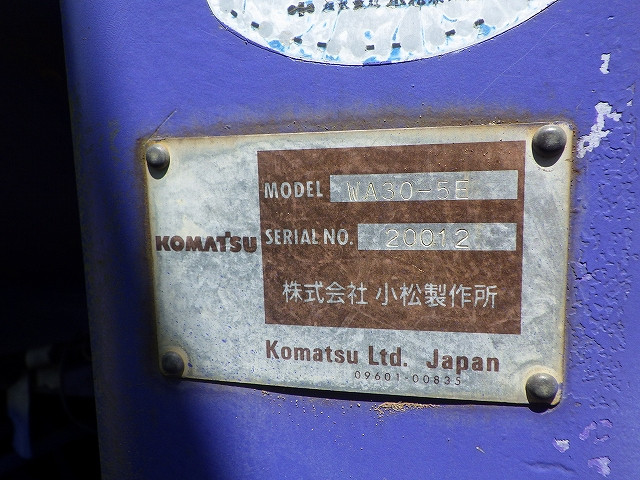 MODEL WA30-5E
KOMATSU
SERIAL NO. 20012
株式会社 小松製作所
Komatsu Ltd. Japan
09601-00835